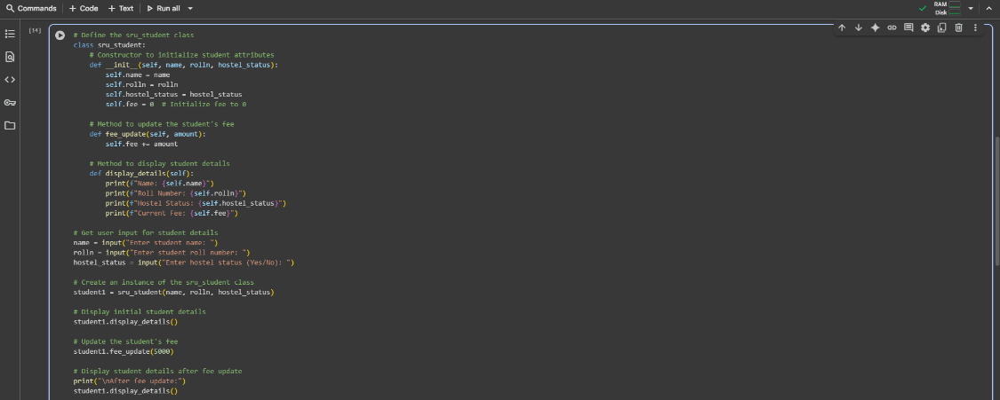 Commands + Code + Text Run all RAM Disk
[14]
# Define the sru_student class
class sru_student:
    # Constructor to initialize student attributes
    def __init__(self, name, rolln, hostel_status):
        self.name = name
        self.rolln = rolln
        self.hostel_status = hostel_status
        self.fee = 0  # Initialize fee to 0

    # Method to update the student's fee
    def fee_update(self, amount):
        self.fee += amount

    # Method to display student details
    def display_details(self):
        print(f"Name: {self.name}")
        print(f"Roll Number: {self.rolln}")
        print(f"Hostel Status: {self.hostel_status}")
        print(f"Current Fee: {self.fee}")

# Get user input for student details
name = input("Enter student name: ")
rolln = input("Enter student roll number: ")
hostel_status = input("Enter hostel status (Yes/No): ")

# Create an instance of the sru_student class
student1 = sru_student(name, rolln, hostel_status)

# Display initial student details
student1.display_details()

# Update the student's fee
student1.fee_update(5000)

# Display student details after fee update
print("\nAfter fee update:")
student1.display_details()